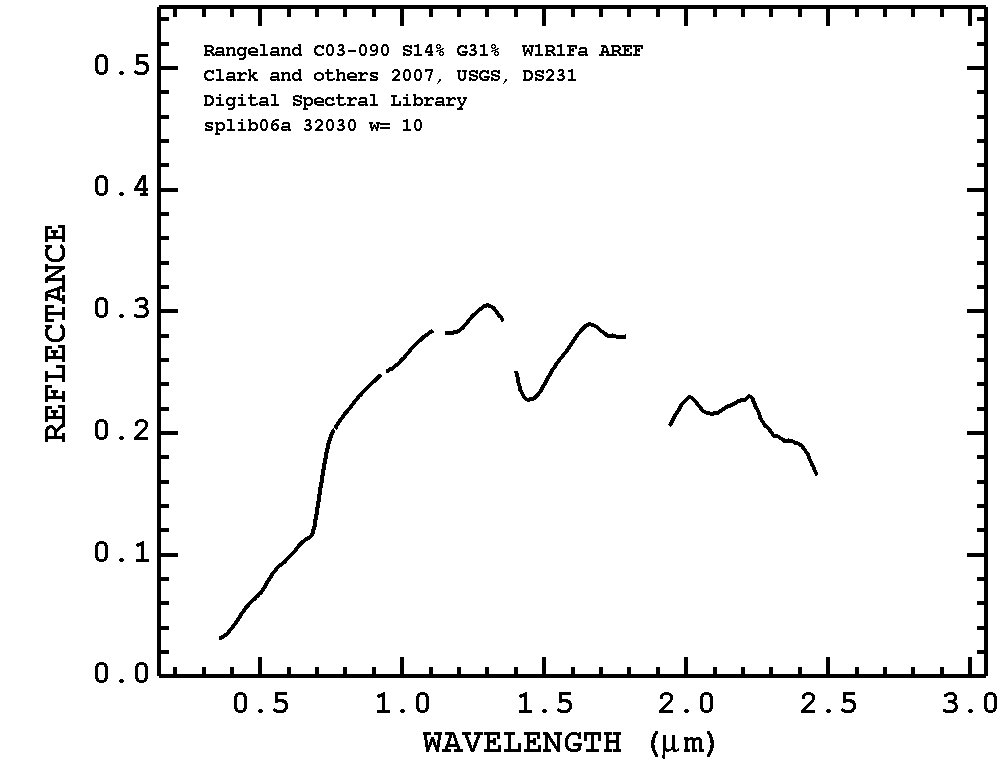 Rangeland C03-090 S14% G31%  W1R1Fa AREF
Clark and others 2007, USGS, DS231
Digital Spectral Library
splib06a 32030 w= 10
0.5
0.4
0.3
0.2
0.1
0.0
REFLECTANCE
0.5 1.0 1.5 2.0 2.5 3.0
WAVELENGTH (μm)